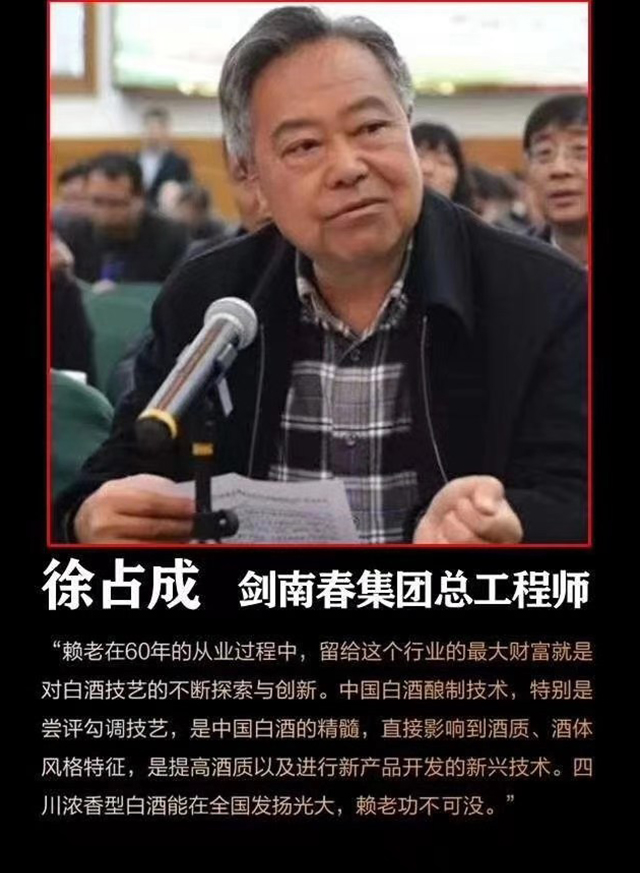 徐占成 剑南春集团总工程师
“赖老在60年的从业过程中，留给这个行业的最大财富就是
对白酒技艺的不断探索与创新。中国白酒酿制技术，特别是
尝评勾调技艺，是中国白酒的精髓，直接影响到酒质、酒体
风格特征，是提高酒质以及进行新产品开发的新兴技术。四
川浓香型白酒能在全国发扬光大，赖老功不可没。”